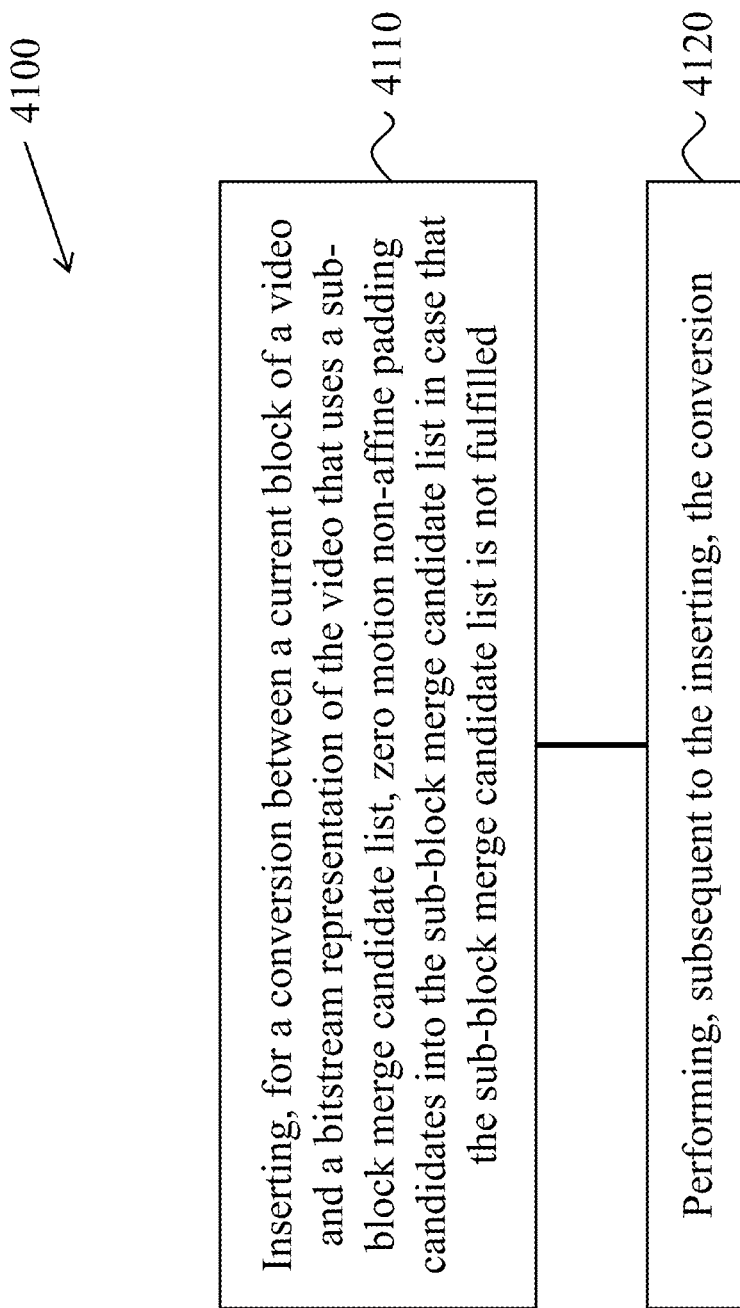 4100
Inserting, for a conversion between a current block of a video
and a bitstream representation of the video that uses a sub-
block merge candidate list, zero motion non-affine padding
candidates into the sub-block merge candidate list in case that
the sub-block merge candidate list is not fulfilled
4110
Performing, subsequent to the inserting, the conversion
4120